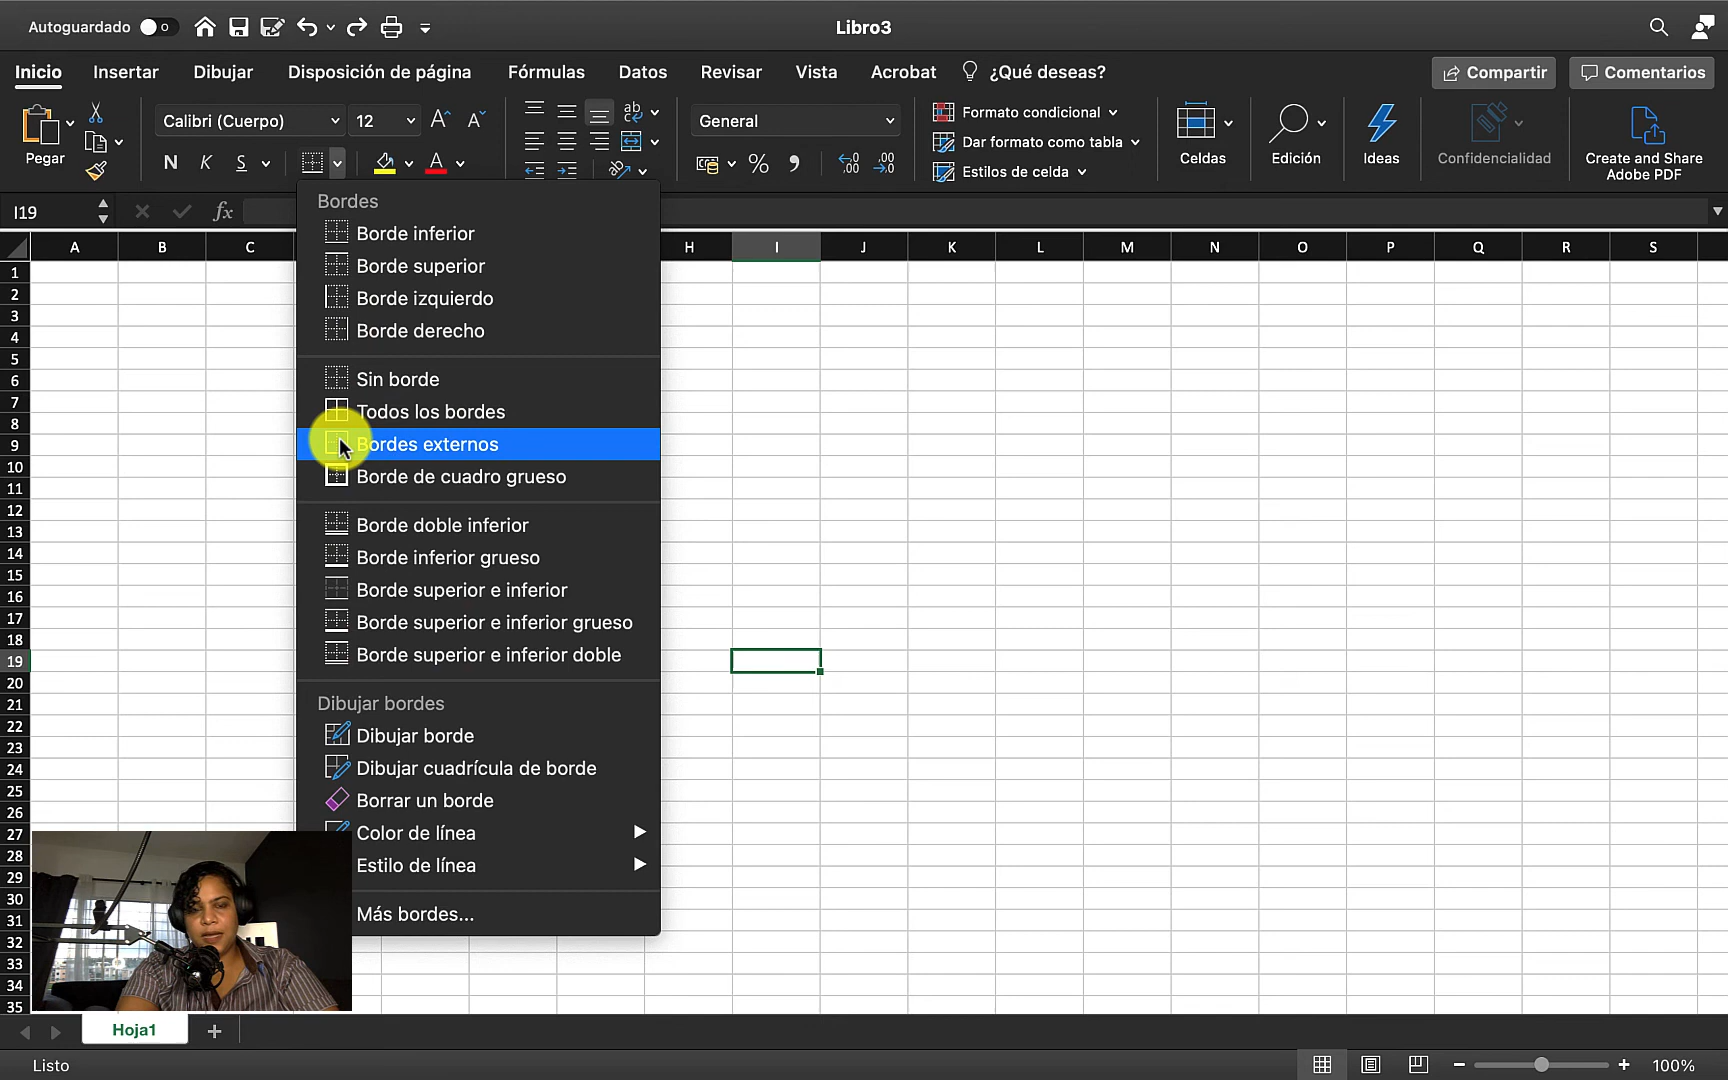 Autoguardado
Libro3
Inicio Insertar Dibujar Disposición de página Fórmulas Datos Revisar Vista Acrobat ¿Qué deseas? Compartir Comentarios
Pegar
Calibri (Cuerpo) 12
N K S A
ab
General
% 000
Formato condicional
Dar formato como tabla
Estilos de celda
Celdas
Edición
Ideas
Confidencialidad
Create and Share
Adobe PDF
I19 fx
A B C H I J K L M N O P Q R S
1
2
3
4
5
6
7
8
9
10
11
12
13
14
15
16
17
18
19
20
21
22
23
24
25
26
27
28
29
30
31
32
33
34
35
Bordes
Borde inferior
Borde superior
Borde izquierdo
Borde derecho
Sin borde
Todos los bordes
Bordes externos
Borde de cuadro grueso
Borde doble inferior
Borde inferior grueso
Borde superior e inferior
Borde superior e inferior grueso
Borde superior e inferior doble
Dibujar bordes
Dibujar borde
Dibujar cuadrícula de borde
Borrar un borde
Color de línea
Estilo de línea
Más bordes...
Hoja1
Listo
100%